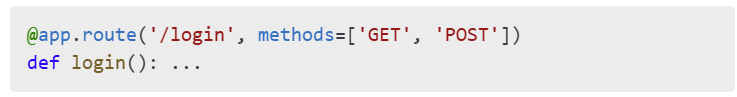 @app.route('/login', methods=['GET', 'POST'])
def login(): ...